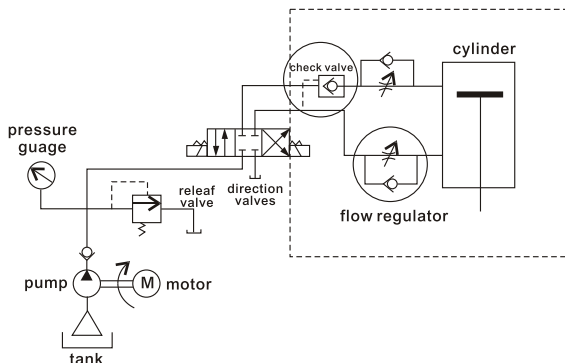 check valve
cylinder
pressure
guage
releaf
valve
direction
valves
flow regulator
pump
M
motor
tank